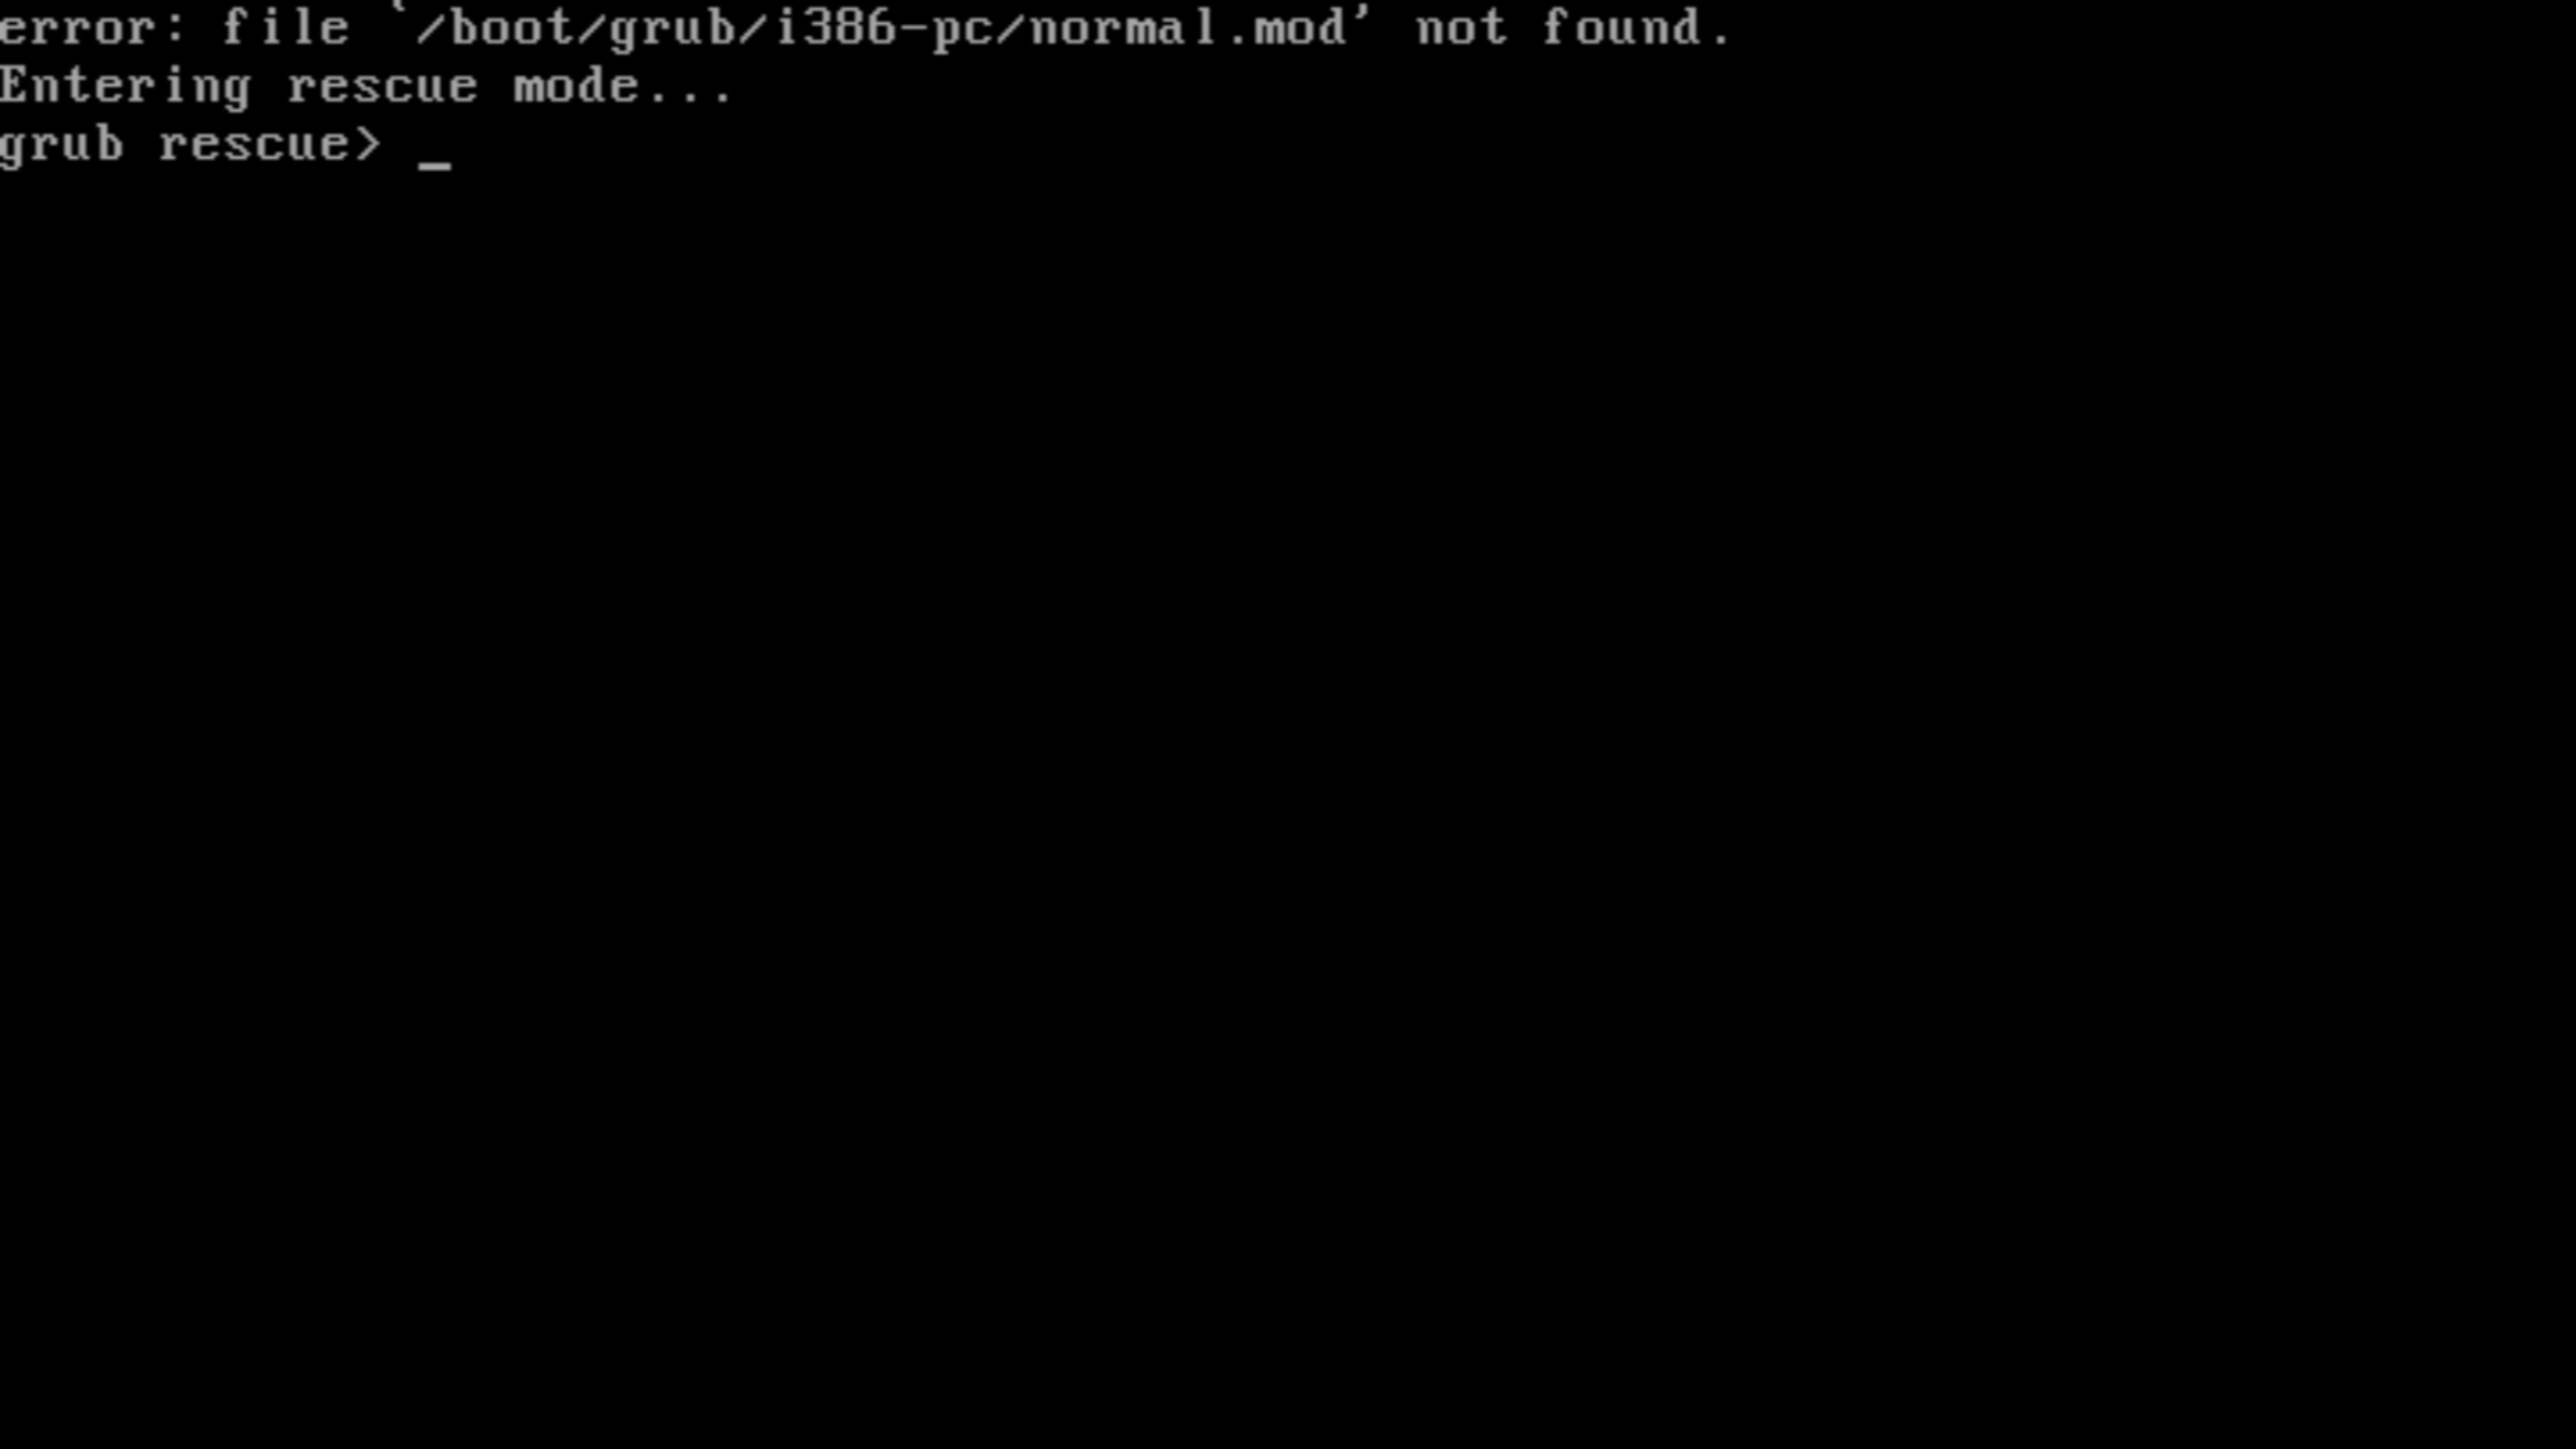 error: file `/boot/grub/i386-pc/normal.mod' not found.
Entering rescue mode...
grub rescue> _